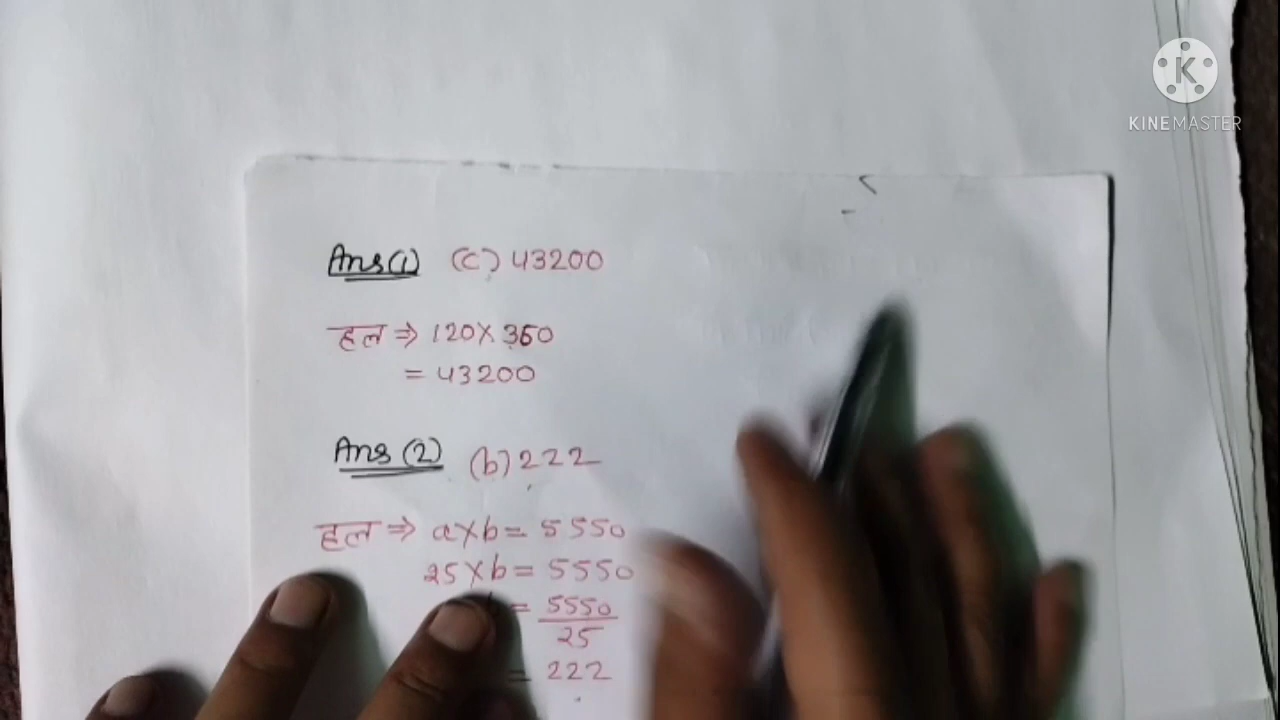 KINEMASTER
Ans(1) (c) 43200
हल ⇒ 120×360
= 43200
Ans (2) (b) 222
हल ⇒ a×b = 5550
25×b = 5550
= 5550
25
= 222